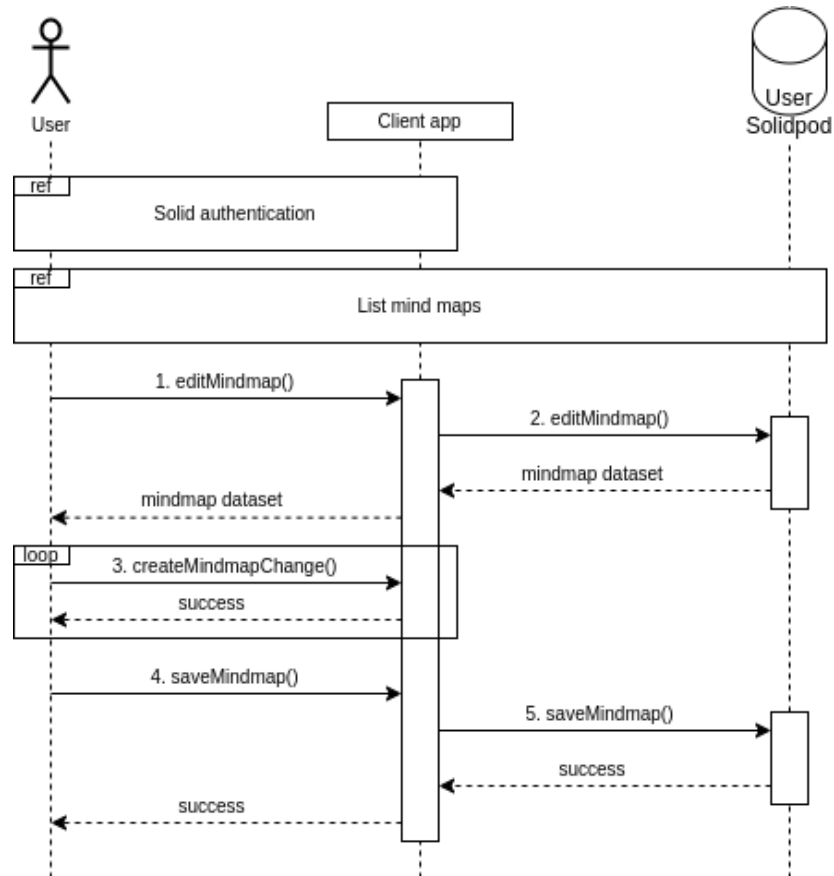 User
Client app
User
Solidpod
ref
Solid authentication
ref
List mind maps
1. editMindmap()
2. editMindmap()
mindmap dataset
mindmap dataset
loop
3. createMindmapChange()
success
4. saveMindmap()
5. saveMindmap()
success
success